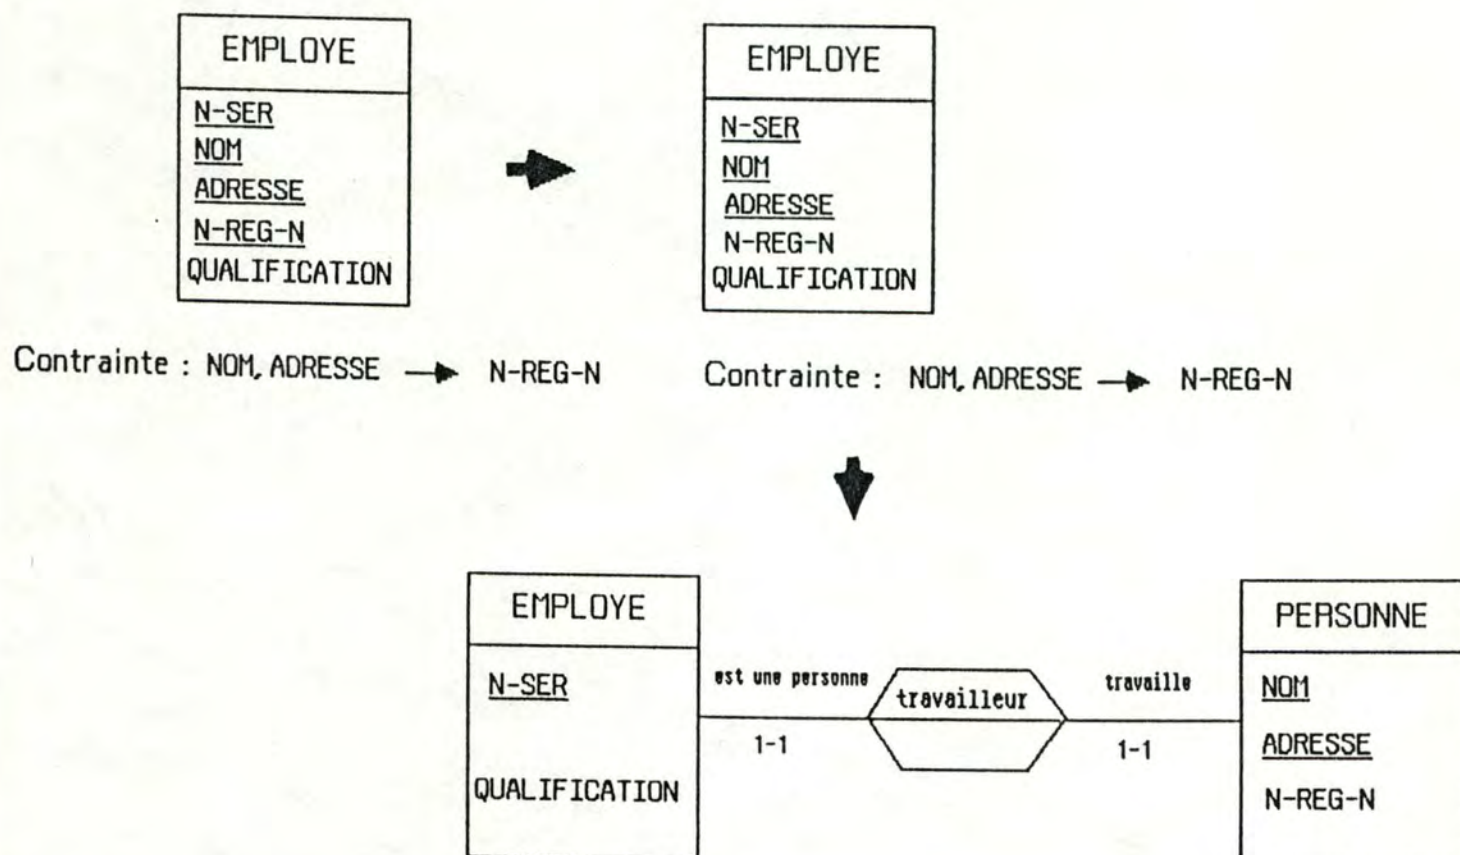 EMPLOYE
N-SER
NOM
ADRESSE
N-REG-N
QUALIFICATION
Contrainte : NOM, ADRESSE → N-REG-N
EMPLOYE
N-SER
NOM
ADRESSE
N-REG-N
QUALIFICATION
Contrainte : NOM, ADRESSE → N-REG-N
EMPLOYE
N-SER
QUALIFICATION
est une personne
1-1
travailleur
travaille
1-1
PERSONNE
NOM
ADRESSE
N-REG-N